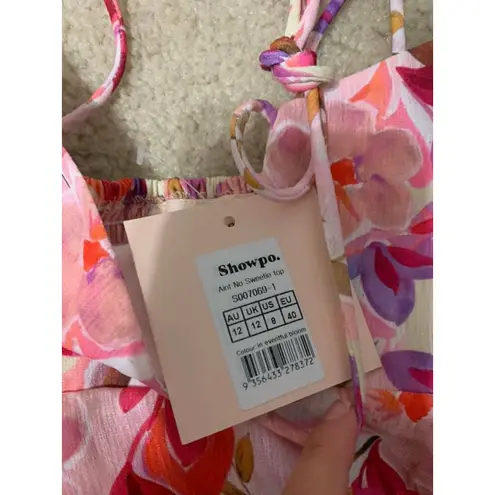 Showpo.
Aint No Sweetie top
S007069-1
AU UK US EU
12 12 8 40
Colour: in eventful bloom
9 356433 278372